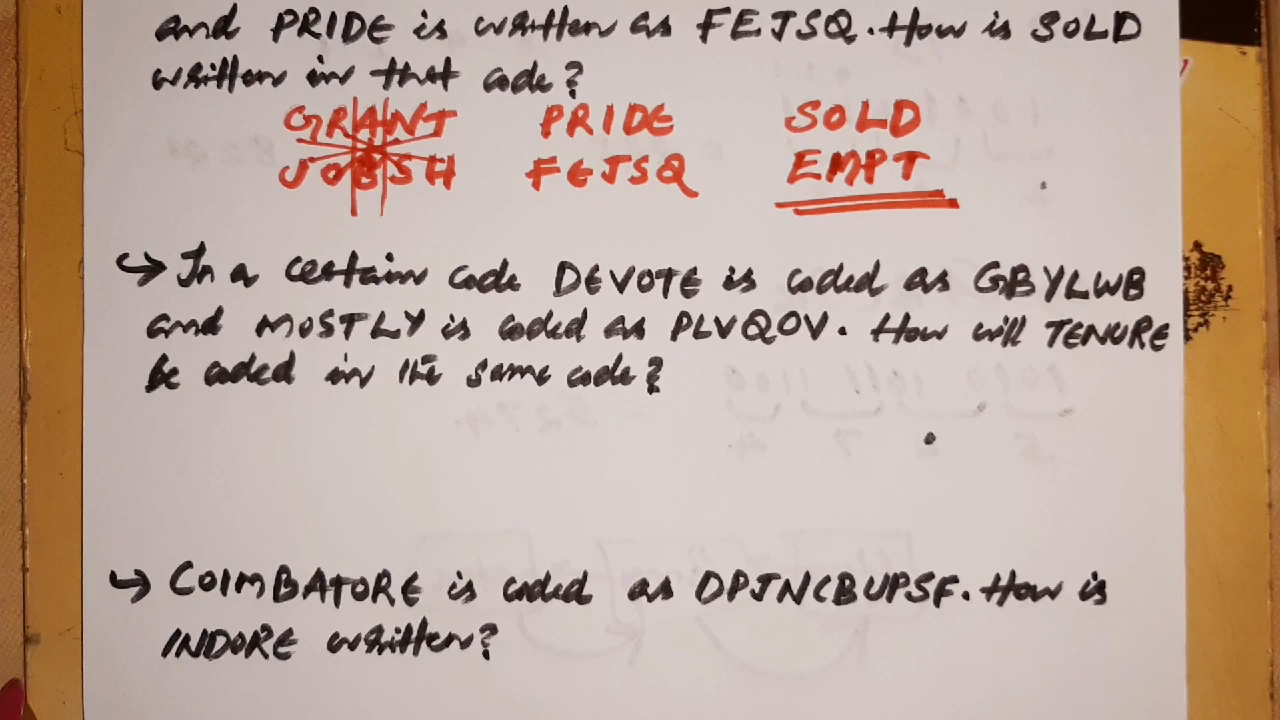 and PRIDE is written as FEJSQ. How is SOLD
written in that code?
GRANT PRIDE SOLD
FEJSQ EMPT
↪ In a certain code DEVOTE is coded as GBYLWB
and MOSTLY is coded as PLVQOV. How will TENURE
be coded in the same code?
↪ COIMBATORE is coded as DPJNCBUPSF. How is
INDORE written?